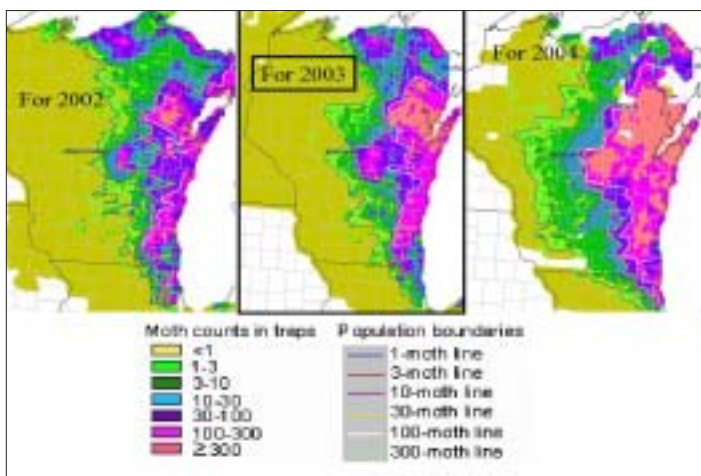 For 2002
For 2003
For 2004
Moth counts in traps
<1
1-3
3-10
10-30
30-100
100-300
≥300
Population boundaries
1-moth line
3-moth line
10-moth line
30-moth line
100-moth line
300-moth line